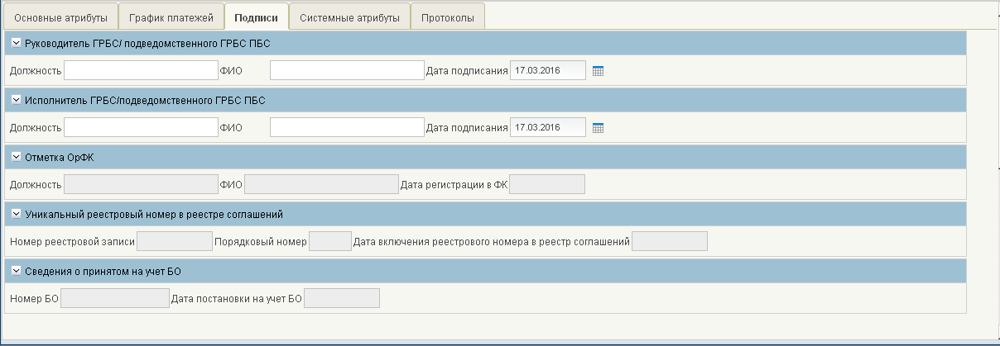 Основные атрибуты График платежей Подписи Системные атрибуты Протоколы
Руководитель ГРБС/ подведомственного ГРБС ПБС
Должность ФИО Дата подписания 17.03.2016
Исполнитель ГРБС/подведомственного ГРБС ПБС
Должность ФИО Дата подписания 17.03.2016
Отметка ОрФК
Должность ФИО Дата регистрации в ФК
Уникальный реестровый номер в реестре соглашений
Номер реестровой записи Порядковый номер Дата включения реестрового номера в реестр соглашений
Сведения о принятом на учет БО
Номер БО Дата постановки на учет БО